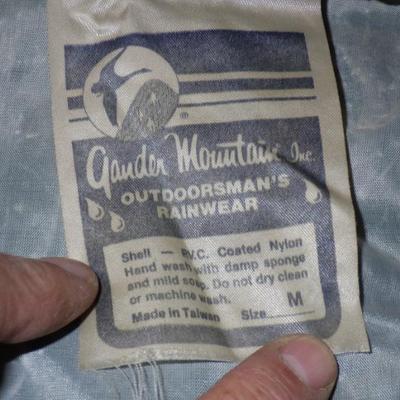 ®
Gander Mountain, Inc.
OUTDOORSMAN'S
RAINWEAR
Shell — P.V.C. Coated Nylon
Hand wash with damp sponge
and mild soap. Do not dry clean
or machine wash.
Made in Taiwan Size M